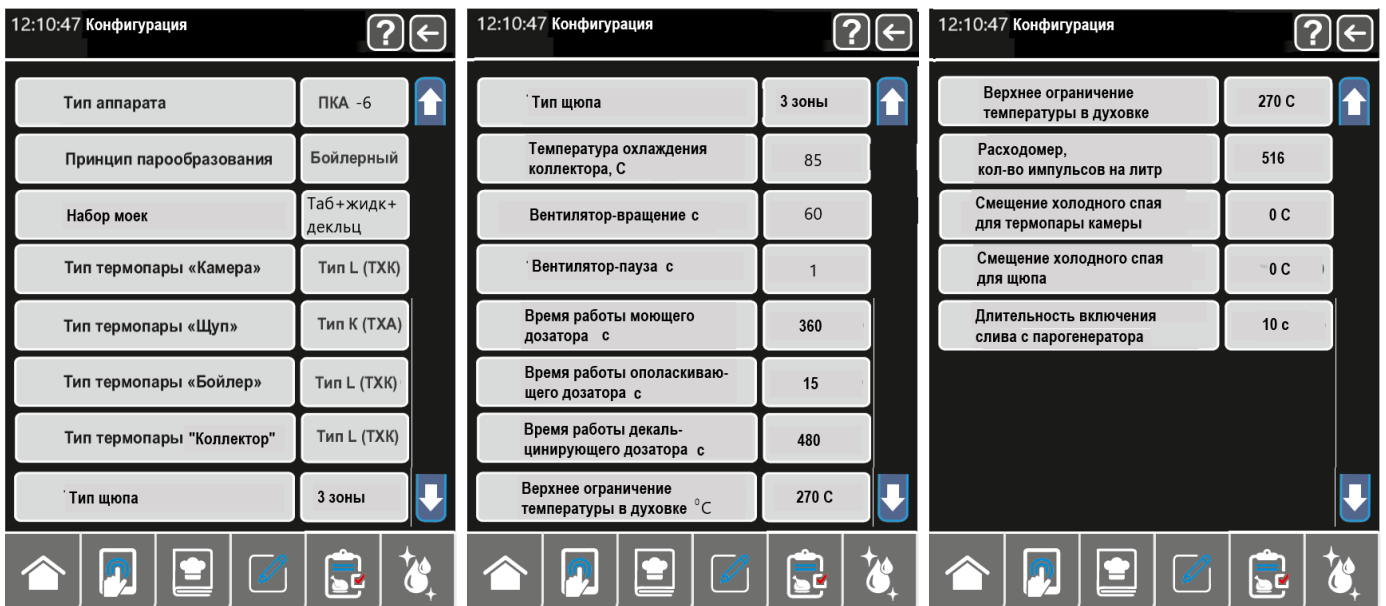 12:10:47 Конфигурация
?
Тип аппарата
ПКА -6
Принцип парообразования
Бойлерный
Набор моек
Таб+жидк+
декльц
Тип термопары «Камера»
Тип L (ТХК)
Тип термопары «Щуп»
Тип К (ТХА)
Тип термопары «Бойлер»
Тип L (ТХК)
Тип термопары "Коллектор"
Тип L (ТХК)
Тип щюпа
3 зоны
12:10:47 Конфигурация
?
Тип щюпа
3 зоны
Температура охлаждения
коллектора, С
85
Вентилятор-вращение с
60
Вентилятор-пауза с
1
Время работы моющего
дозатора с
360
Время работы ополаскиваю-
щего дозатора с
15
Время работы декаль-
цинирующего дозатора с
480
Верхнее ограничение
температуры в духовке °С
270 С
12:10:47 Конфигурация
?
Верхнее ограничение
температуры в духовке
270 С
Расходомер,
кол-во импульсов на литр
516
Смещение холодного спая
для термопары камеры
0 С
Смещение холодного спая
для щюпа
0 С
Длительность включения
слива с парогенератора
10 с